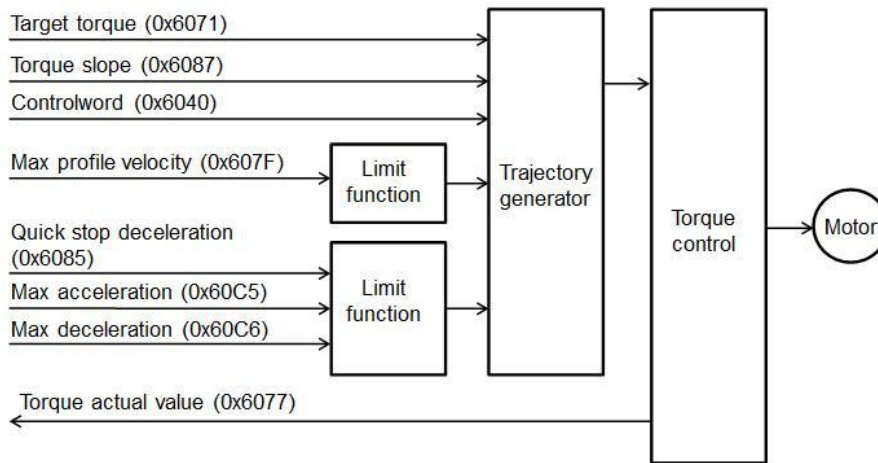 Target torque (0x6071)
Torque slope (0x6087)
Controlword (0x6040)
Max profile velocity (0x607F)
Limit
function
Quick stop deceleration
(0x6085)
Max acceleration (0x60C5)
Max deceleration (0x60C6)
Limit
function
Trajectory
generator
Torque
control
Motor
Torque actual value (0x6077)